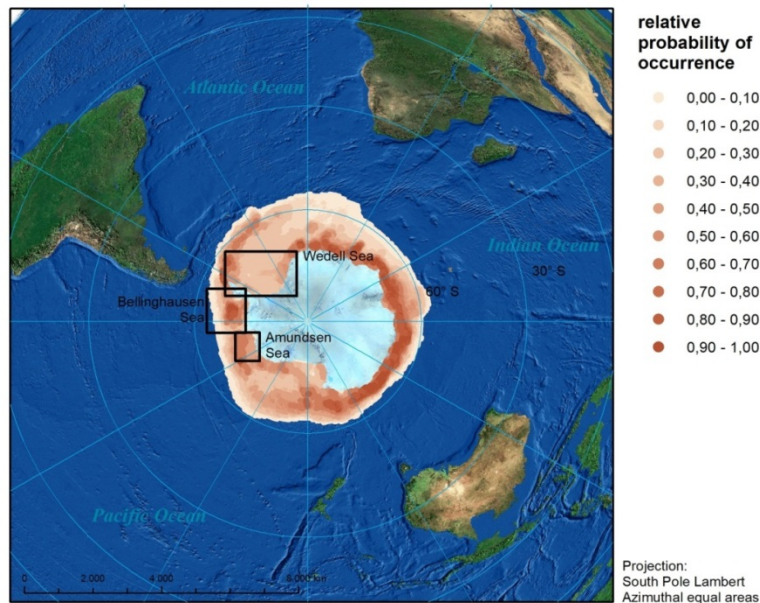 relative
probability of
occurrence
0,00 - 0,10
0,10 - 0,20
0,20 - 0,30
0,30 - 0,40
0,40 - 0,50
0,50 - 0,60
0,60 - 0,70
0,70 - 0,80
0,80 - 0,90
0,90 - 1,00
Atlantic Ocean
Indian Ocean
Wedell Sea
30° S
60° S
Bellinghausen
Sea
Amundsen
Sea
Pacific Ocean
0 2.000 4.000 8.000 km
Projection:
South Pole Lambert
Azimuthal equal areas